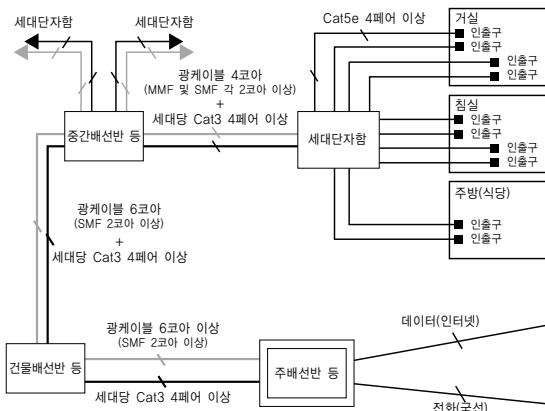 세대단자함
세대단자함
Cat5e 4페어 이상
거실
인출구
인출구
인출구
인출구
광케이블 4코아
(MMF 및 SMF 각 2코아 이상)
+
세대당 Cat3 4페어 이상
중간배선반 등
세대단자함
침실
인출구
인출구
인출구
인출구
주방(식당)
인출구
인출구
광케이블 6코아
(SMF 2코아 이상)
+
세대당 Cat3 4페어 이상
광케이블 6코아 이상
(SMF 2코아 이상)
데이터(인터넷)
건물배선반 등
주배선반 등
세대당 Cat3 4페어 이상
전화(국선)